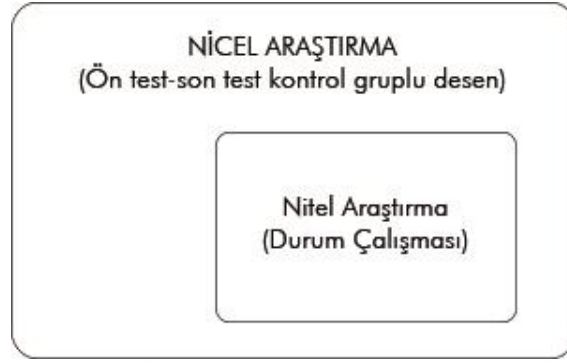 NİCEL ARAŞTIRMA
(Ön test-son test kontrol gruplu desen)
Nitel Araştırma
(Durum Çalışması)